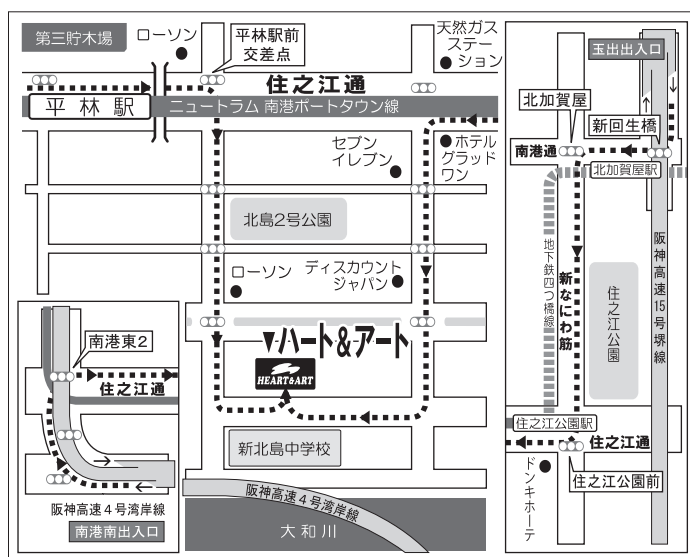 第三貯木場
ローソン
平林駅前
交差点
住之江通
天然ガス
ステー
ション
平林駅
ニュートラム 南港ポートタウン線
セブン
イレブン
ホテル
グラッド
ワン
北島2号公園
ローソン
ディスカウント
ジャパン
▼ハート&アート
HEART&ART
新北島中学校
阪神高速4号湾岸線
大和川
南港東2
住之江通
阪神高速4号湾岸線
南港南出入口
玉出出入口
北加賀屋
新回生橋
南港通
北加賀屋駅
地下鉄四つ橋線
新なにわ筋
住之江公園
阪神高速15号堺線
住之江公園駅
住之江通
住之江公園前
ドンキホーテ